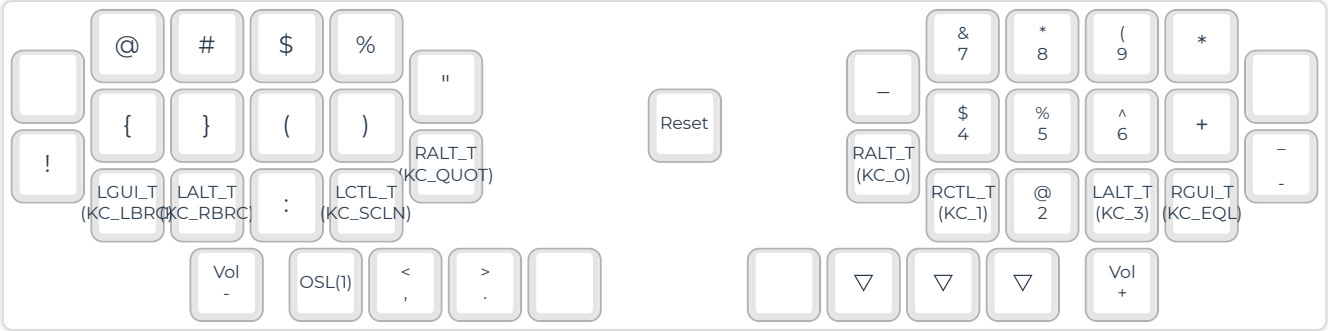 @ # $ % "
{ } ( )
!
LGUI_T
(KC_LBRC)
LALT_T
(KC_RBRC)
:
LCTL_T
(KC_SCLN)
RALT_T
(KC_QUOT)
Vol
-
OSL(1)
<
,
>
.
Reset
_
&
7
*
8
(
9
*
$
4
%
5
^
6
+
RALT_T
(KC_0)
_
-
RCTL_T
(KC_1)
@
2
LALT_T
(KC_3)
RGUI_T
(KC_EQL)
▽ ▽ ▽
Vol
+